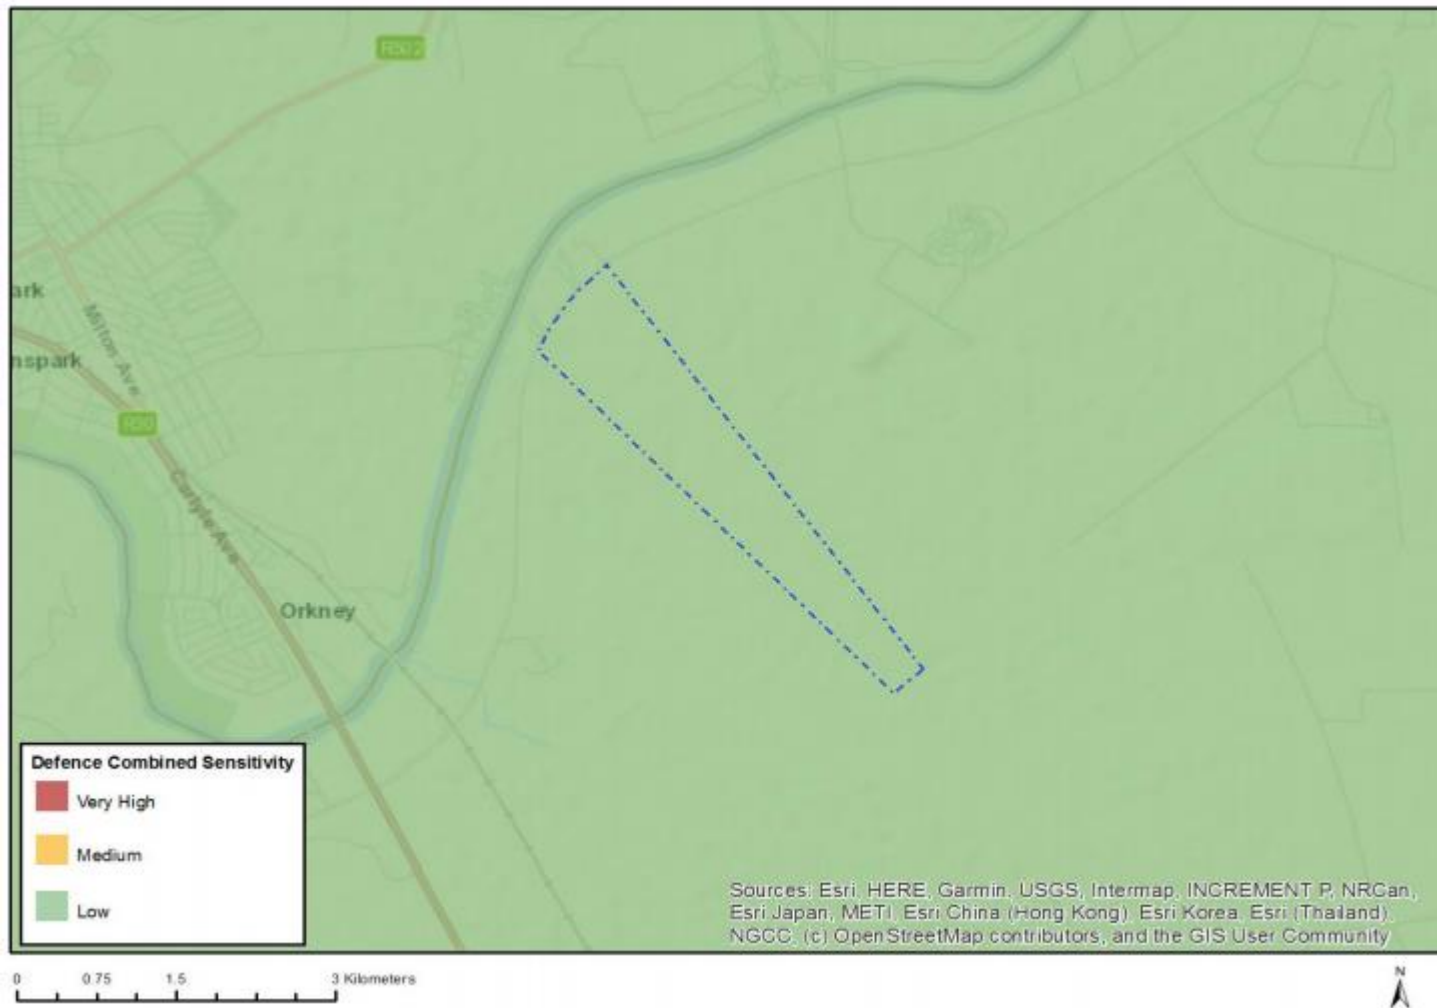 R502
ark
Milton Ave
nspark
R30
Carlyle Ave
Orkney
Defence Combined Sensitivity
Very High
Medium
Low
Sources: Esri, HERE, Garmin, USGS, Intermap, INCREMENT P, NRCan,
Esri Japan, METI, Esri China (Hong Kong), Esri Korea, Esri (Thailand),
NGCC, (c) OpenStreetMap contributors, and the GIS User Community
0 0.75 1.5 3 Kilometers
N